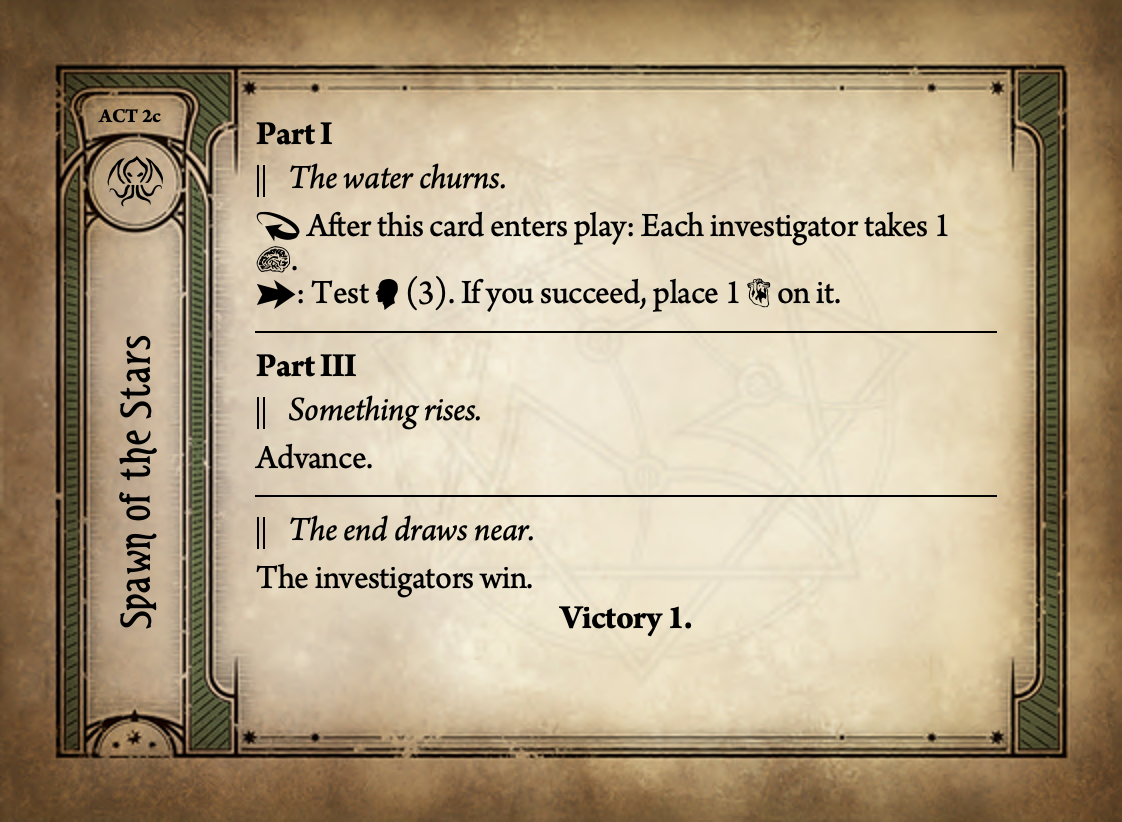 ACT 2c
Spawn of the Stars
Part I
The water churns.
After this card enters play: Each investigator takes 1
.
: Test (3). If you succeed, place 1 on it.
Part III
Something rises.
Advance.
The end draws near.
The investigators win.
Victory 1.